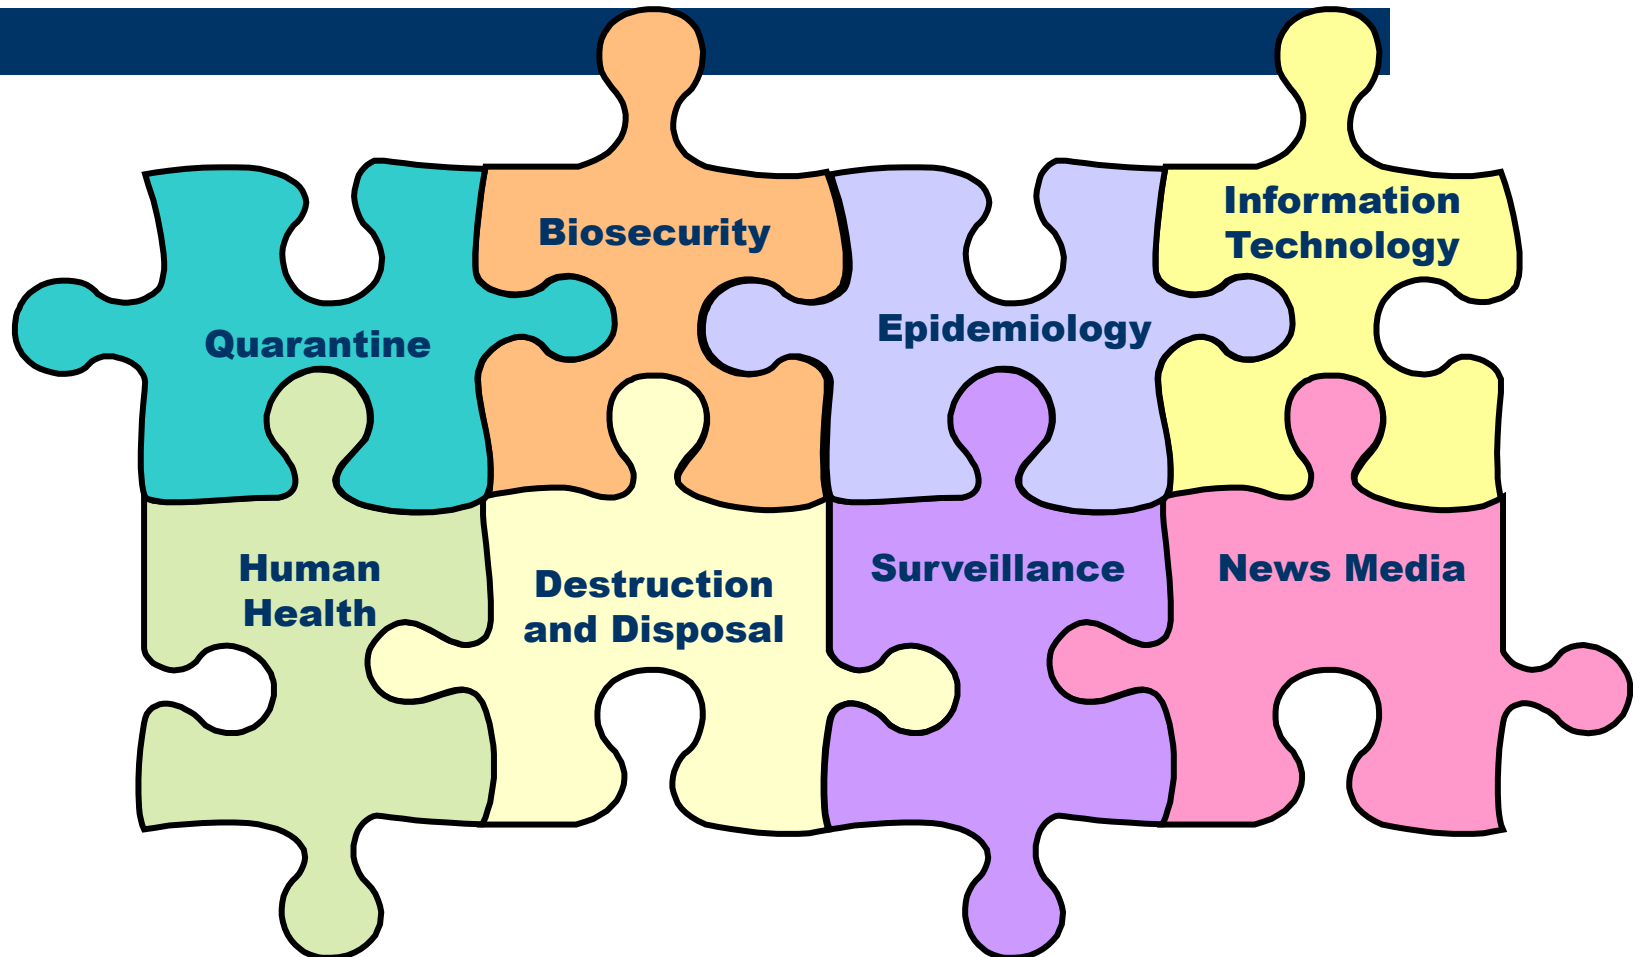 Biosecurity
Information
Technology
Quarantine
Epidemiology
Human
Health
Destruction
and Disposal
Surveillance
News Media